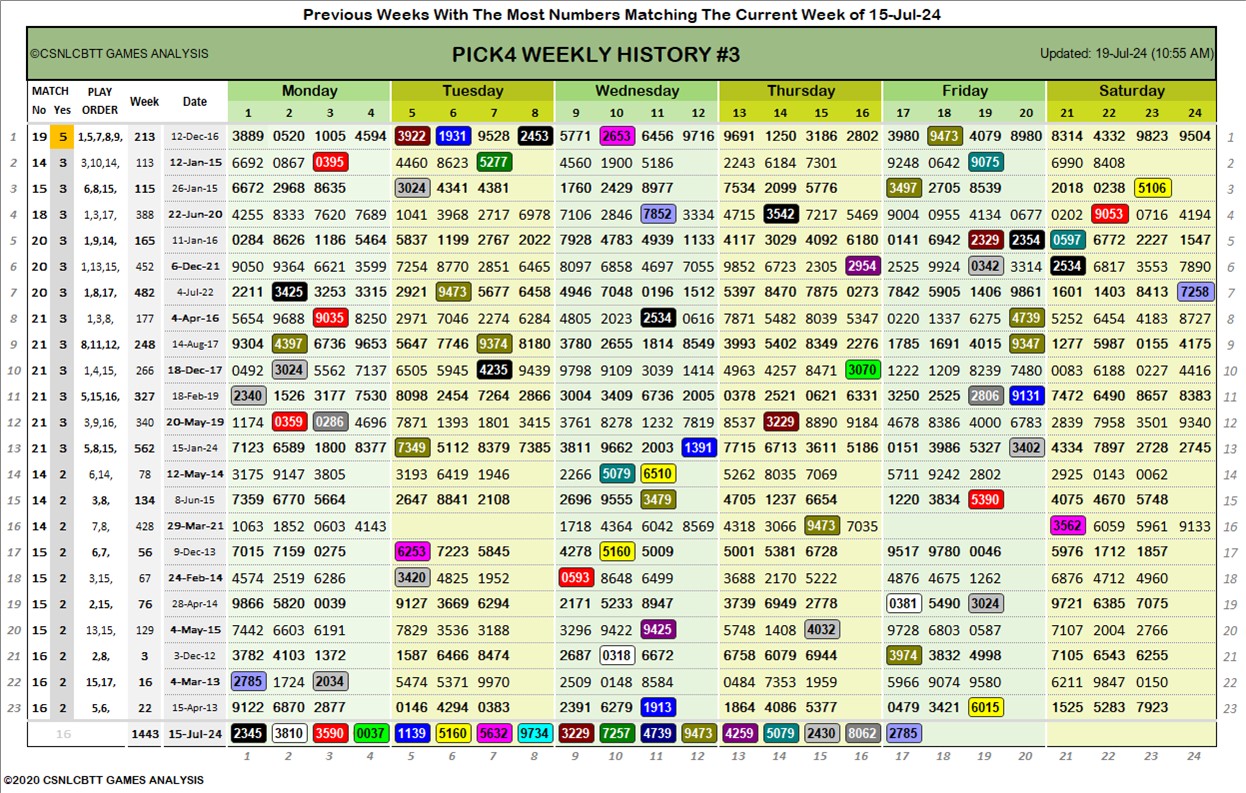 Previous Weeks With The Most Numbers Matching The Current Week of 15-Jul-24
©CSNLCBTT GAMES ANALYSIS PICK4 WEEKLY HISTORY #3 Updated: 19-Jul-24 (10:55 AM)
MATCH PLAY Week Date Monday Tuesday Wednesday Thursday Friday Saturday
No Yes ORDER 1 2 3 4 5 6 7 8 9 10 11 12 13 14 15 16 17 18 19 20 21 22 23 24
1 19 5 1,5,7,8,9, 213 12-Dec-16 3889 0520 1005 4594 3922 1931 9528 2453 5771 2653 6456 9716 9691 1250 3186 2802 3980 9473 4079 8980 8314 4332 9823 9504 1
2 14 3 3,10,14, 113 12-Jan-15 6692 0867 0395 4460 8623 5277 4560 1900 5186 2243 6184 7301 9248 0642 9075 6990 8408 2
3 15 3 6,8,15, 115 26-Jan-15 6672 2968 8635 3024 4341 4381 1760 2429 8977 7534 2099 5776 3497 2705 8539 2018 0238 5106 3
4 18 3 1,3,17, 388 22-Jun-20 4255 8333 7620 7689 1041 3968 2717 6978 7106 2846 7852 3334 4715 3542 7217 5469 9004 0955 4134 0677 0202 9053 0716 4194 4
5 20 3 1,9,14, 165 11-Jan-16 0284 8626 1186 5464 5837 1199 2767 2022 7928 4783 4939 1133 4117 3029 4092 6180 0141 6942 2329 2354 0597 6772 2227 1547 5
6 20 3 1,13,15, 452 6-Dec-21 9050 9364 6621 3599 7254 8770 2851 6465 8097 6858 4697 7055 9852 6723 2305 2954 2525 9924 0342 3314 2534 6817 3553 7890 6
7 20 3 1,8,17, 482 4-Jul-22 2211 3425 3253 3315 2921 9473 5677 6458 4946 7048 0196 1512 3397 8470 7875 0273 7842 5905 1406 9861 1601 1403 8413 7258 7
8 21 3 1,3,8, 177 4-Apr-16 5654 9688 9035 8250 2971 7046 2274 6284 4805 2023 2534 0616 7871 5482 8039 5347 0220 1337 6275 4739 5252 6454 4183 8727 8
9 21 3 8,11,12, 248 14-Aug-17 9304 4397 6736 9653 5647 7746 9374 8180 3780 2655 1814 8549 3993 5402 8349 2276 1785 1691 4015 9347 1277 5987 0155 4175 9
10 21 3 1,4,15, 266 18-Dec-17 0492 3024 5562 7137 6505 5945 4235 9439 9798 9109 3039 1414 4963 4257 8471 3070 1222 1209 8239 7480 0083 6188 0227 4416 10
11 21 3 5,15,16, 327 18-Feb-19 2340 1526 3177 7530 8098 2454 7264 2866 3004 3409 6736 2005 0378 2521 0621 6331 3250 2525 2806 9131 7472 6490 8657 8383 11
12 21 3 3,9,16, 340 20-May-19 1174 0359 0286 4696 7871 1393 1801 3415 3761 8278 1232 7819 8537 3229 8890 9184 4678 8386 4000 6783 2839 7958 3501 9340 12
13 21 3 5,8,15, 562 15-Jan-24 7123 6589 1800 8377 7349 5112 8379 7385 3811 9662 2003 1391 7715 6713 3611 5186 0151 3986 5327 3402 4334 7897 2728 2745 13
14 14 2 6,14, 78 12-May-14 3175 9147 3805 3193 6419 1946 2266 5079 6510 5262 8035 7069 5711 9242 2802 2925 0143 0062 14
15 14 2 3,8, 134 8-Jun-15 7359 6770 5664 2647 8841 2108 2696 9555 3479 4705 1237 6654 1220 3834 5390 4075 4670 5748 15
16 14 2 7,8, 428 29-Mar-21 1063 1852 0603 4143 1718 4364 6042 8569 4318 3066 9473 7035 3562 6059 5961 9133 16
17 15 2 6,7, 56 9-Dec-13 7015 7159 0275 6253 7223 5845 4278 5160 5009 5001 5381 6728 9517 9780 0046 5976 1712 1857 17
18 15 2 3,15, 67 24-Feb-14 4574 2519 6286 3420 4825 1952 0593 8648 6499 3688 2170 5222 4876 4675 1262 6876 4712 4960 18
19 15 2 2,15, 76 28-Apr-14 9866 5820 0039 9127 3669 6294 2171 5233 8947 3739 6949 2778 0381 5490 3024 9721 6385 7075 19
20 15 2 13,15, 129 4-May-15 7442 6603 6191 7829 3536 3188 3296 9422 9425 5748 1408 4032 9728 6803 0587 7107 2004 2766 20
21 16 2 2,8, 3 3-Dec-12 3782 4103 1372 1587 6466 8474 2687 0318 6672 6758 6079 6944 3974 3832 4998 7105 6543 6255 21
22 16 2 15,17, 16 4-Mar-13 2785 1724 2034 5474 5371 9970 2509 0148 8584 0484 7353 1959 5966 9074 9580 6211 9847 0150 22
23 16 2 5,6, 22 15-Apr-13 9122 6870 2877 0146 4294 0383 2391 6279 1913 1864 4086 5377 0479 3421 6015 1525 5283 7923 23
16 1443 15-Jul-24 2345 3810 3590 0037 1139 5160 5632 9734 3229 7257 4739 9473 4259 5079 2430 8062 2785
1 2 3 4 5 6 7 8 9 10 11 12 13 14 15 16 17 18 19 20 21 22 23 24
©2020 CSNLCBTT GAMES ANALYSIS